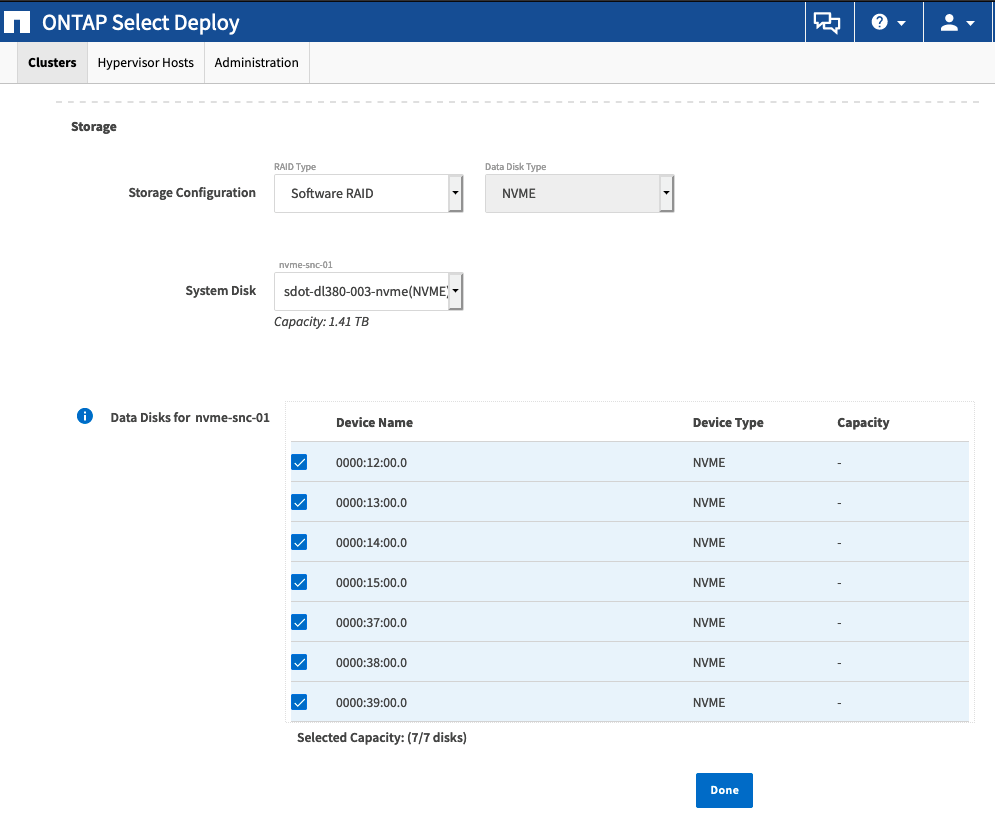 ONTAP Select Deploy
?
Clusters Hypervisor Hosts Administration
Storage
RAID Type Data Disk Type
Storage Configuration Software RAID NVME
nvme-snc-01
System Disk sdot-dl380-003-nvme(NVME)
Capacity: 1.41 TB
i Data Disks for nvme-snc-01
Device Name Device Type Capacity
0000:12:00.0 NVME -
0000:13:00.0 NVME -
0000:14:00.0 NVME -
0000:15:00.0 NVME -
0000:37:00.0 NVME -
0000:38:00.0 NVME -
0000:39:00.0 NVME -
Selected Capacity: (7/7 disks)
Done